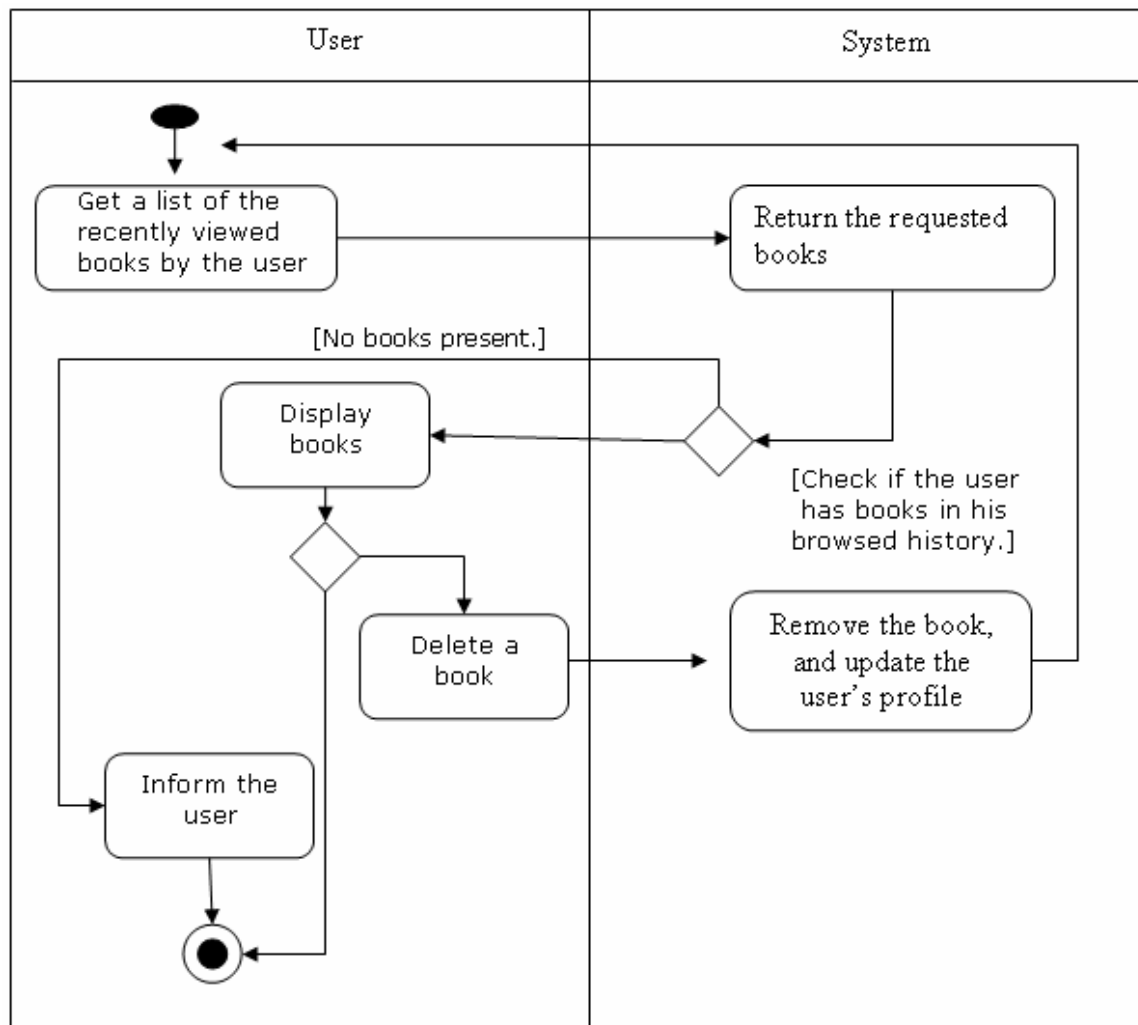 User
System
Get a list of the
recently viewed
books by the user
Return the requested
books
[No books present.]
Display
books
[Check if the user
has books in his
browsed history.]
Delete a
book
Remove the book,
and update the
user's profile
Inform the
user